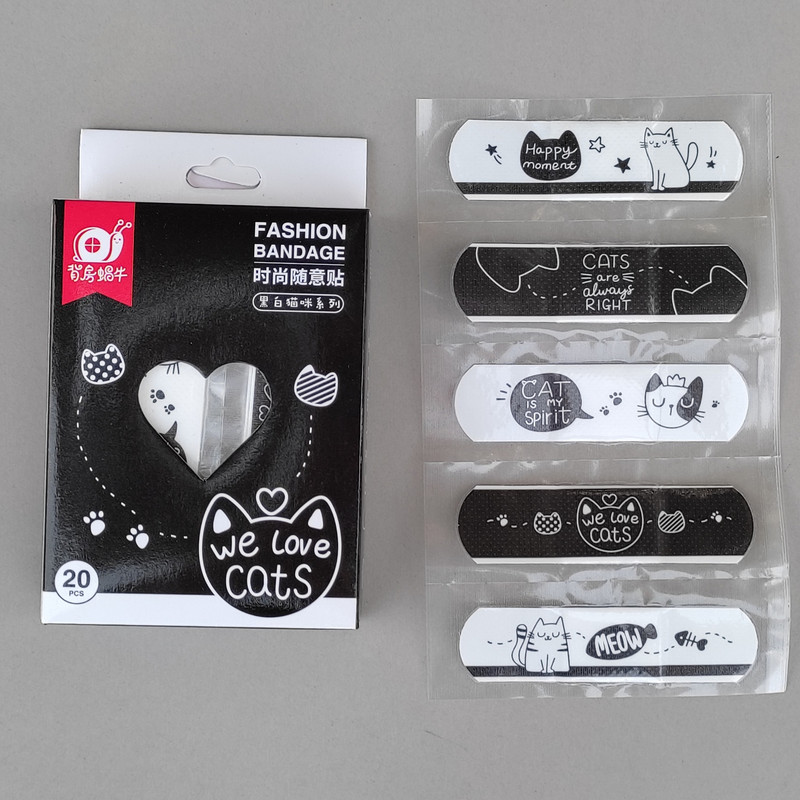 背房蝸牛
FASHION
BANDAGE
时尚随意贴
黑白猫咪系列
We Love
Cats
20
PCS
Happy
moment
CATS
are
always
RIGHT
CAT
IS MY
Spirit
We Love
Cats
MEOW